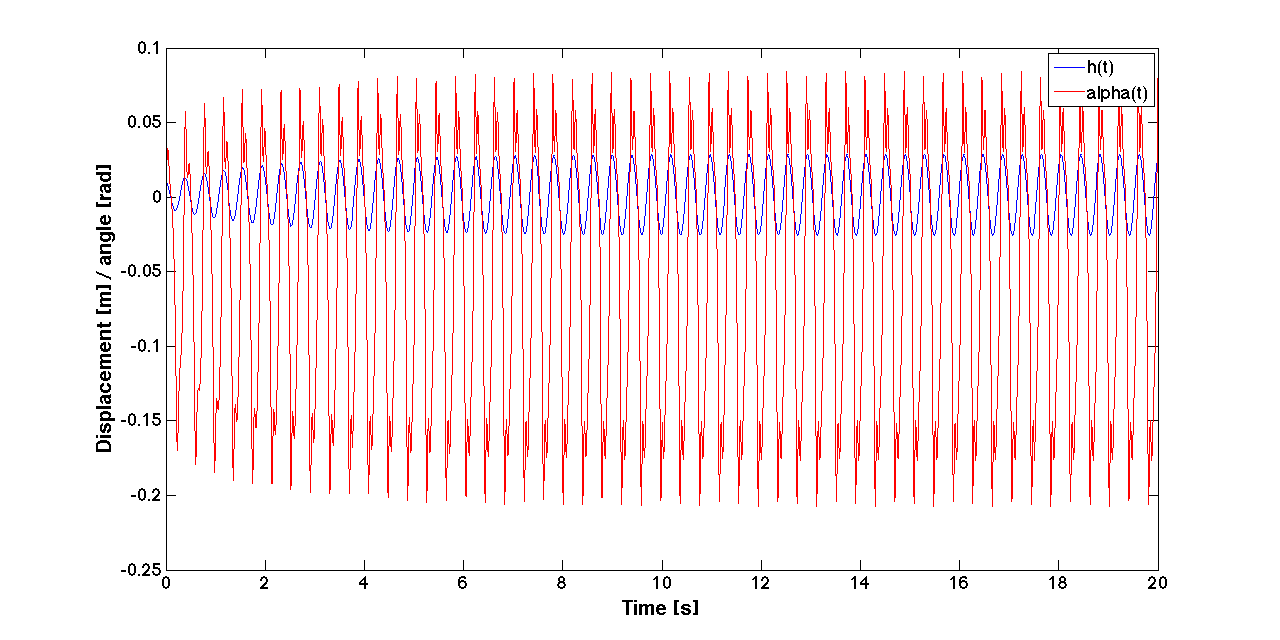 0.1
0.05
0
-0.05
-0.1
-0.15
-0.2
-0.25
Displacement [m] / angle [rad]
h(t)
alpha(t)
0 2 4 6 8 10 12 14 16 18 20
Time [s]